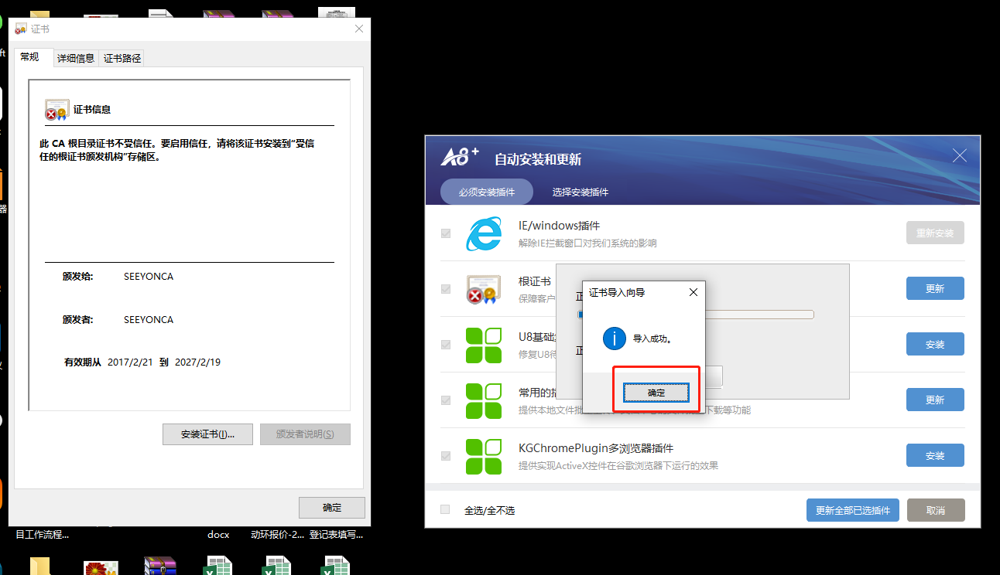 证书
常规
详细信息
证书路径
证书信息
此 CA 根目录证书不受信任。要启用信任，请将该证书安装到"受信
任的根证书颁发机构"存储区。
颁发给: SEEYONCA
颁发者: SEEYONCA
有效期从 2017/2/21 到 2027/2/19
安装证书(I)...
颁发者说明(S)
确定
A8+
自动安装和更新
必须安装插件
选择安装插件
IE/windows插件
解除IE拦截窗口对我们系统的影响
重新安装
根证书
保障客户
更新
U8基础
修复U8待
安装
常用的
提供本地文件批
下载等功能
更新
KGChromePlugin多浏览器插件
提供实现ActiveX控件在谷歌浏览器下运行的效果
安装
全选/全不选
更新全部已选插件
取消
证书导入向导
导入成功。
确定
目工作流程...
docx
动环报价-2...
登记表填写...